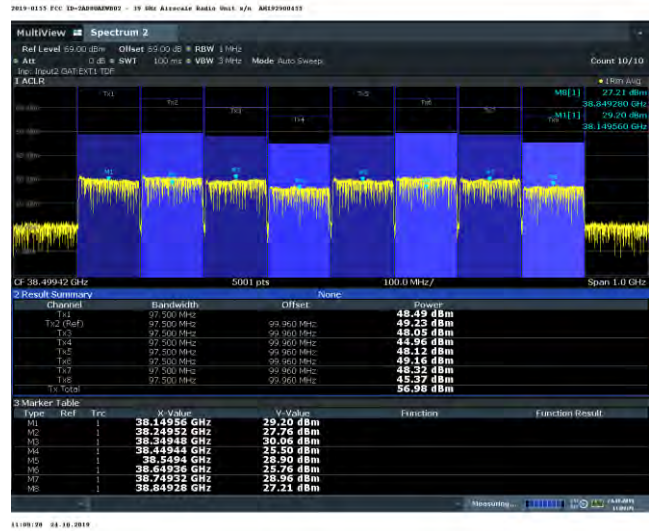 MultiView Spectrum 2
Ref Level 69.00 dBm Offset 69.00 dB RBW 1 MHz
Att 0 dB SWT 100 ms VBW 3 MHz Mode Auto Sweep Count 10/10
1 ACLR
M8[1] 27.21 dBm
38.849280 GHz
M1[1] 29.20 dBm
38.149560 GHz
Tx1 Tx2 Tx3 Tx4 Tx5 Tx6 Tx7
CF 38.49942 GHz 5001 pts 100.0 MHz/ Span 1.0 GHz
2 Result Summary None
Channel Bandwidth Offset Power
Tx1 97.500 MHz 48.49 dBm
Tx2 (Ref) 97.500 MHz 99.960 MHz 49.23 dBm
Tx3 97.500 MHz 99.960 MHz 48.05 dBm
Tx4 97.500 MHz 99.960 MHz 44.96 dBm
Tx5 97.500 MHz 99.960 MHz 48.12 dBm
Tx6 97.500 MHz 99.960 MHz 49.16 dBm
Tx7 97.500 MHz 99.960 MHz 48.32 dBm
Tx8 97.500 MHz 99.960 MHz 45.37 dBm
Tx Total 56.98 dBm
3 Marker Table
Type Ref Trc X-Value Y-Value Function Function Result
M1 1 38.14956 GHz 29.20 dBm
M2 1 38.24952 GHz 27.76 dBm
M3 1 38.34948 GHz 30.06 dBm
M4 1 38.44944 GHz 25.50 dBm
M5 1 38.5494 GHz 28.90 dBm
M6 1 38.64936 GHz 25.76 dBm
M7 1 38.74932 GHz 28.96 dBm
M8 1 38.84928 GHz 27.21 dBm
Measuring...